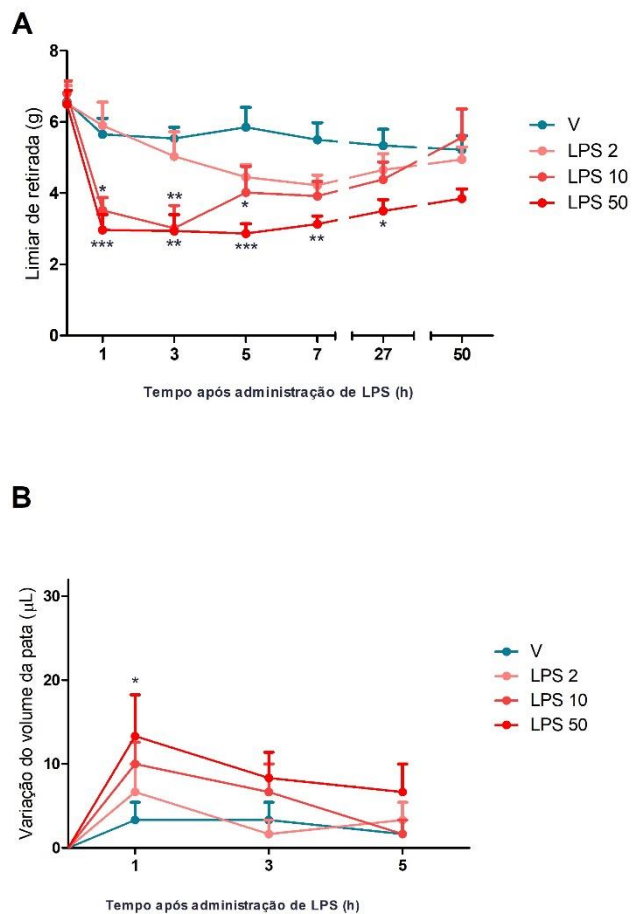 A
Limiar de retirada (g)
8
6
4
2
0
*
**
*
***
**
***
**
*
1 3 5 7 27 50
Tempo após administração de LPS (h)
V
LPS 2
LPS 10
LPS 50
B
Variação do volume da pata (µL)
30
20
10
0
*
1 3 5
Tempo após administração de LPS (h)
V
LPS 2
LPS 10
LPS 50